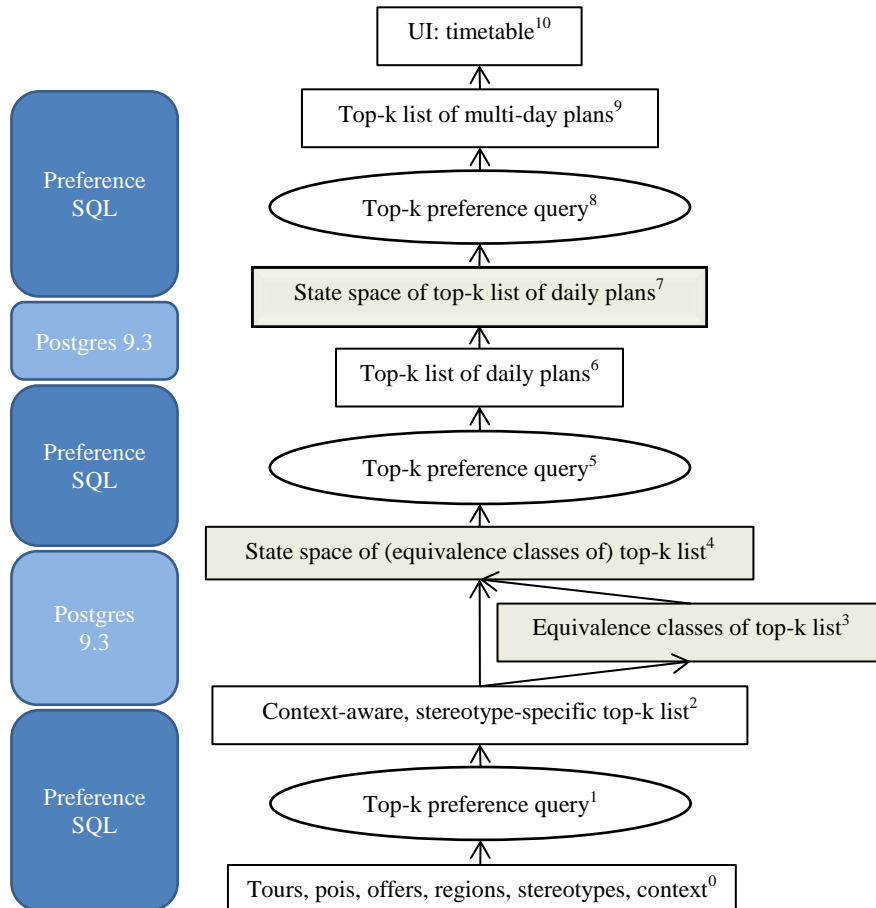 UI: timetable10
Top-k list of multi-day plans9
Preference
SQL
Top-k preference query8
State space of top-k list of daily plans7
Postgres 9.3
Top-k list of daily plans6
Preference
SQL
Top-k preference query5
State space of (equivalence classes of) top-k list4
Postgres
9.3
Equivalence classes of top-k list3
Context-aware, stereotype-specific top-k list2
Preference
SQL
Top-k preference query1
Tours, pois, offers, regions, stereotypes, context0